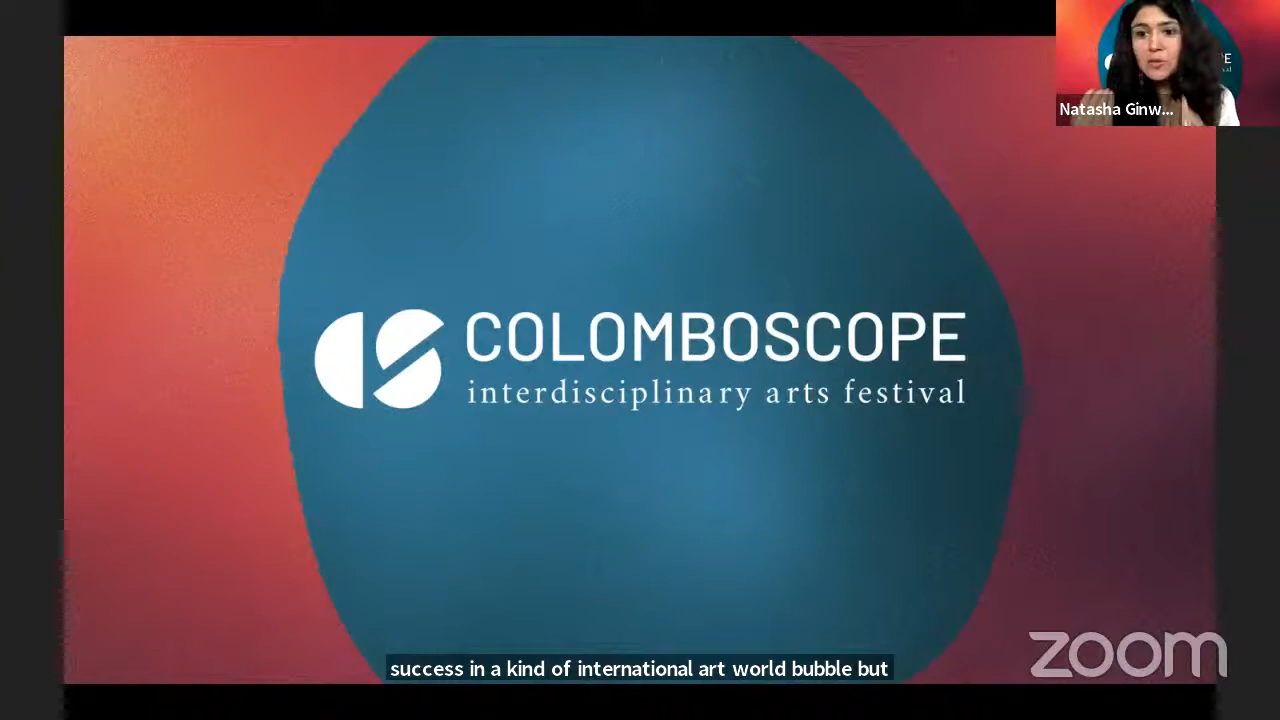 Natasha Ginw...
COLOMBOSCOPE
interdisciplinary arts festival
zoom
success in a kind of international art world bubble but